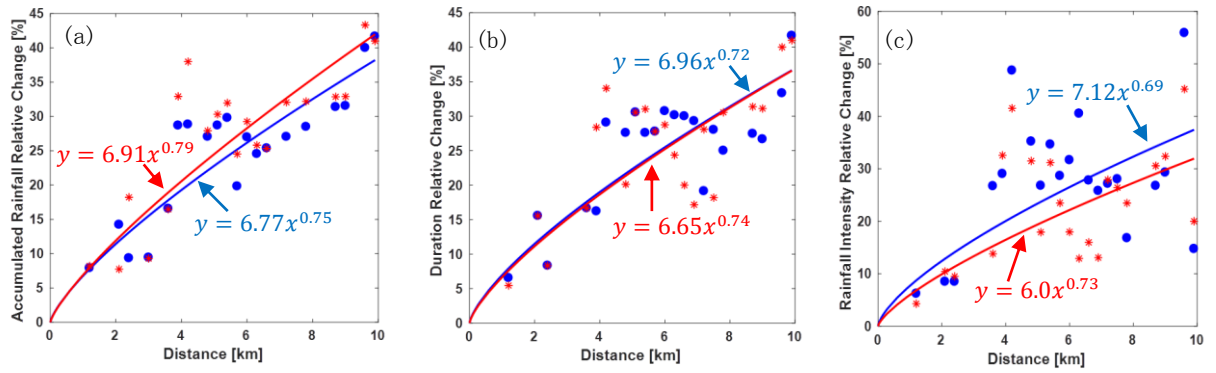 (a)
Accumulated Rainfall Relative Change [%]
45
40
35
30
25
20
15
10
5
0
y = 6.91x^0.79
y = 6.77x^0.75
0 2 4 6 8 10
Distance [km]
(b)
Duration Relative Change [%]
45
40
35
30
25
20
15
10
5
0
y = 6.96x^0.72
y = 6.65x^0.74
0 2 4 6 8 10
Distance [km]
(c)
Rainfall Intensity Relative Change [%]
60
50
40
30
20
10
0
y = 7.12x^0.69
y = 6.0x^0.73
0 2 4 6 8 10
Distance [km]